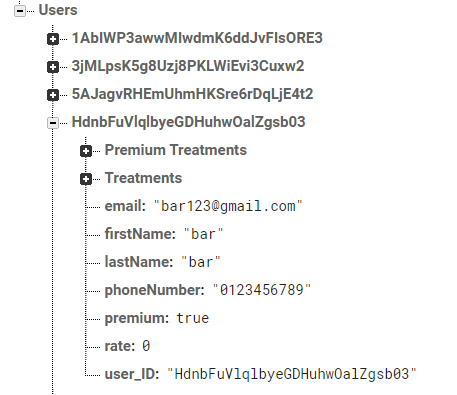 Users
1AbIWP3awwMIwdmK6ddJvFIsORE3
3jMLpsK5g8Uzj8PKLWiEvi3Cuxw2
5AJagvRHEmUhmHKSre6rDqLjE4t2
HdnbFuVlqlbyeGDHuhwOalZgsb03
Premium Treatments
Treatments
email: "bar123@gmail.com"
firstName: "bar"
lastName: "bar"
phoneNumber: "0123456789"
premium: true
rate: 0
user_ID: "HdnbFuVlqlbyeGDHuhwOalZgsb03"